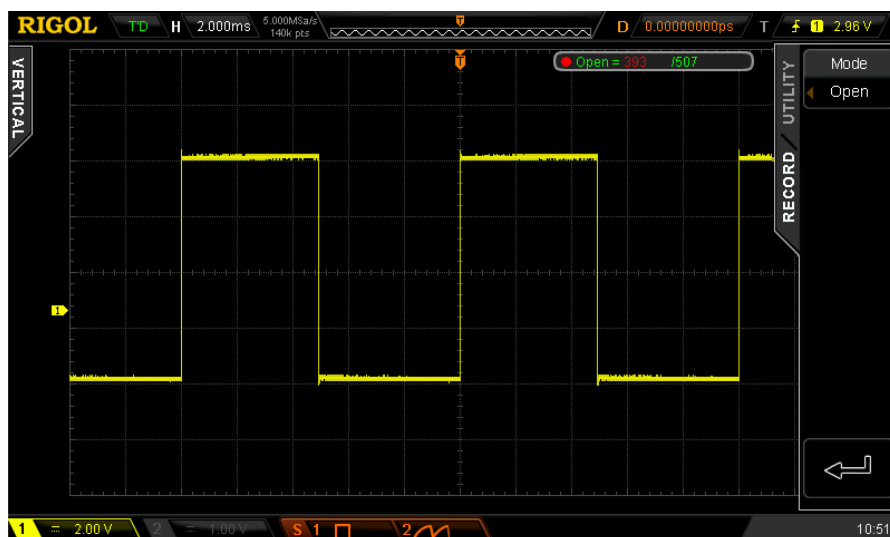 RIGOL T'D H 2.000ms 5.000MSa/s 140k pts D 0.00000000ps T 1 2.96 V
VERTICAL
T
Open = 393 /507
UTILITY
RECORD
Mode
Open
1
1 = 2.00 V 2 = 1.00 V S 1 2 10:51